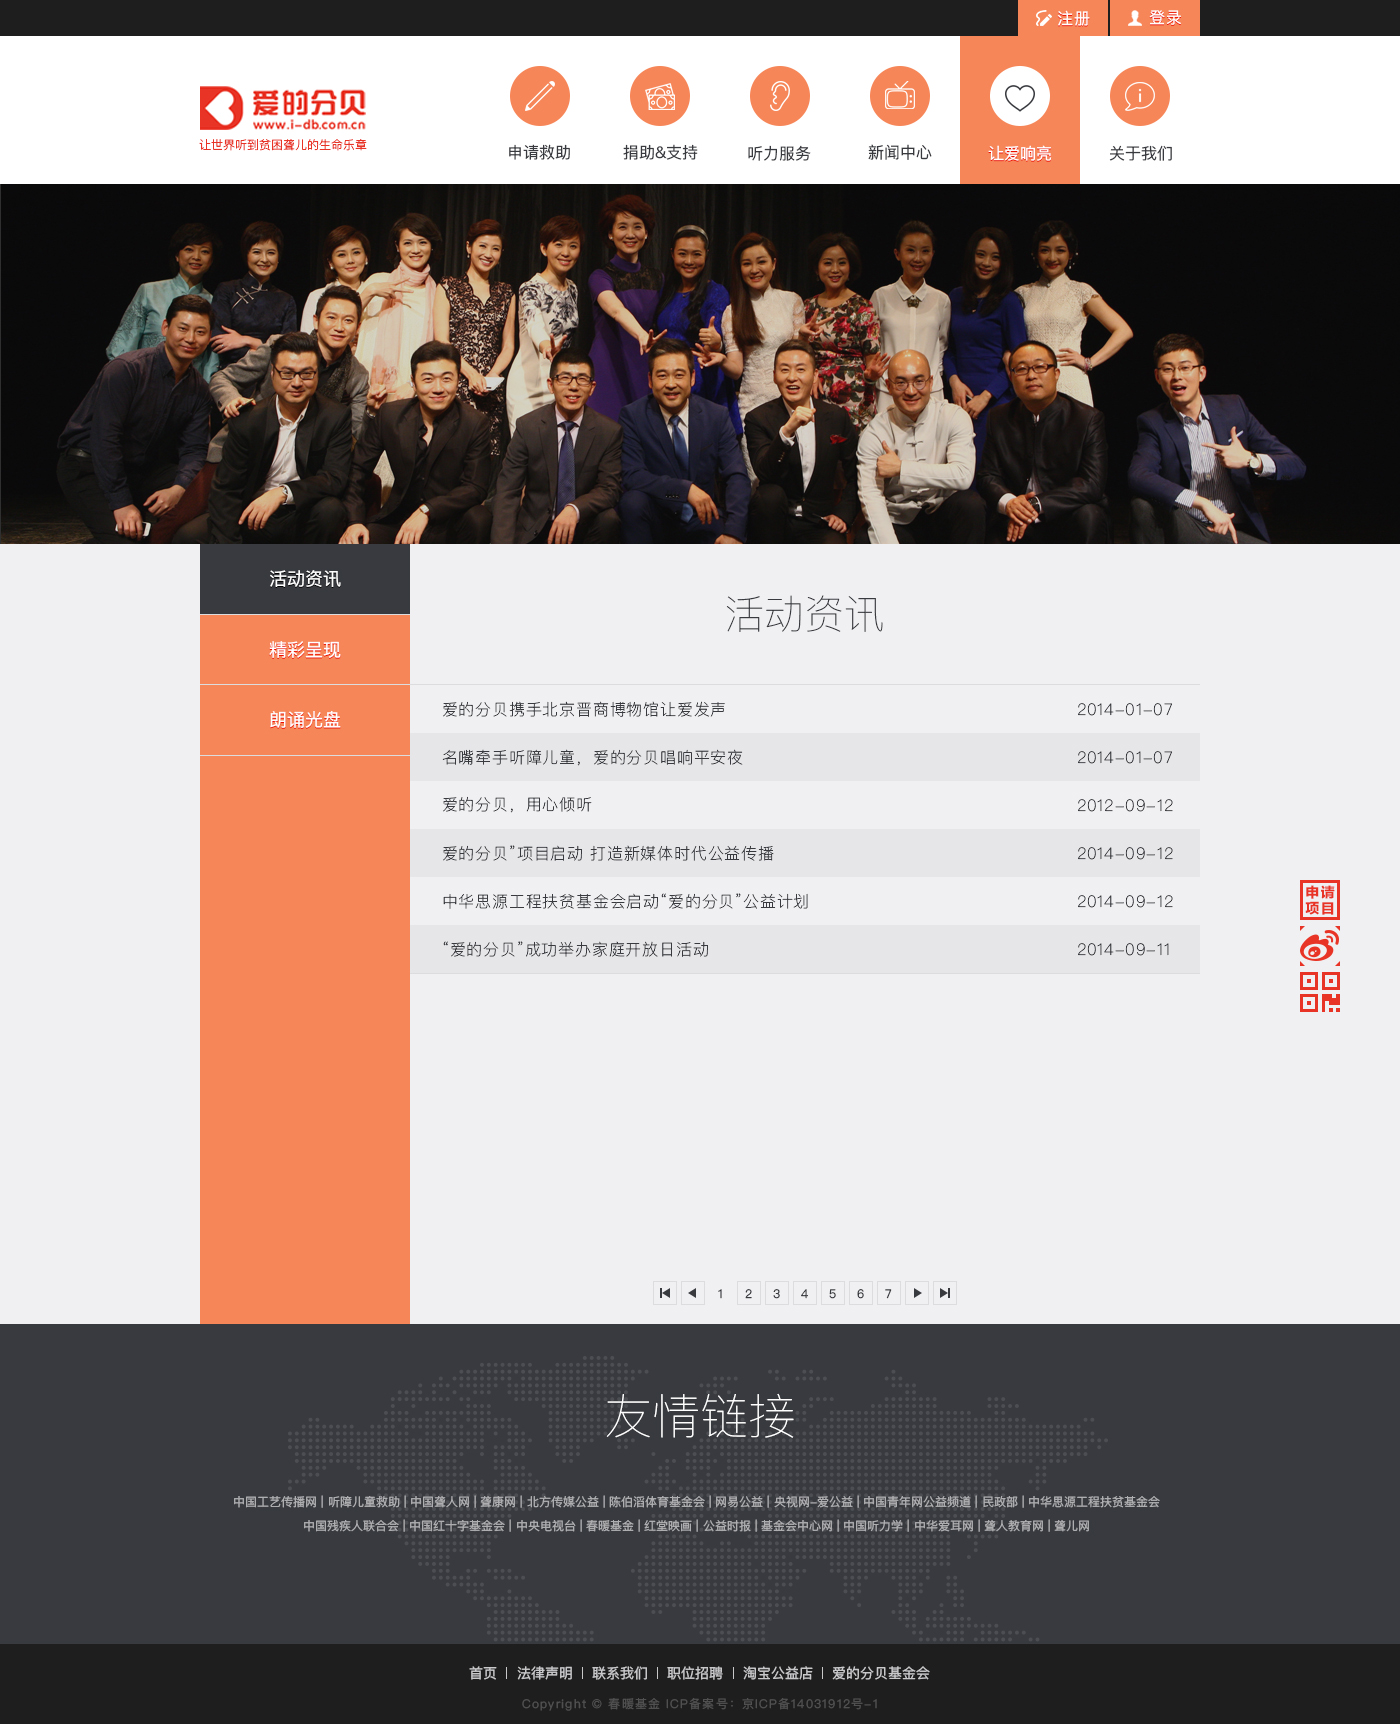 注册 登录
爱的分贝
www.i-db.com.cn
让世界听到贫困聋儿的生命乐章
申请救助 捐助&支持 听力服务 新闻中心 让爱响亮 关于我们
活动资讯
精彩呈现
朗诵光盘
活动资讯
爱的分贝携手北京晋商博物馆让爱发声 2014-01-07
名嘴牵手听障儿童，爱的分贝唱响平安夜 2014-01-07
爱的分贝，用心倾听 2012-09-12
爱的分贝”项目启动 打造新媒体时代公益传播 2014-09-12
中华思源工程扶贫基金会启动“爱的分贝”公益计划 2014-09-12
“爱的分贝”成功举办家庭开放日活动 2014-09-11
申请
项目
1 2 3 4 5 6 7
友情链接
中国工艺传播网 | 听障儿童救助 | 中国聋人网 | 聋康网 | 北方传媒公益 | 陈伯滔体育基金会 | 网易公益 | 央视网-爱公益 | 中国青年网公益频道 | 民政部 | 中华思源工程扶贫基金会
中国残疾人联合会 | 中国红十字基金会 | 中央电视台 | 春暖基金 | 红堂映画 | 公益时报 | 基金会中心网 | 中国听力学 | 中华爱耳网 | 聋人教育网 | 聋儿网
首页 | 法律声明 | 联系我们 | 职位招聘 | 淘宝公益店 | 爱的分贝基金会
Copyright © 春暖基金 ICP备案号：京ICP备14031912号-1